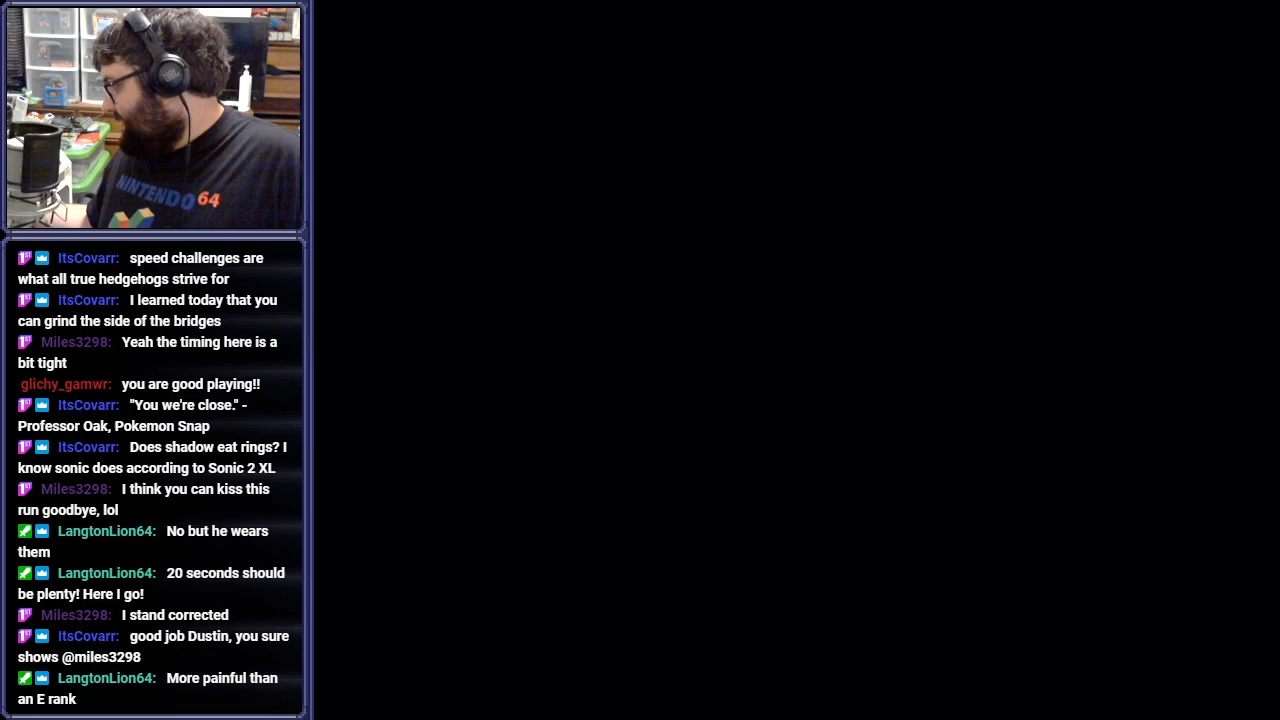 JBL
NINTENDO 64
ItsCovarr: speed challenges are
what all true hedgehogs strive for
ItsCovarr: I learned today that you
can grind the side of the bridges
Miles3298: Yeah the timing here is a
bit tight
glichy_gamwr: you are good playing!!
ItsCovarr: "You we're close." -
Professor Oak, Pokemon Snap
ItsCovarr: Does shadow eat rings? I
know sonic does according to Sonic 2 XL
Miles3298: I think you can kiss this
run goodbye, lol
LangtonLion64: No but he wears
them
LangtonLion64: 20 seconds should
be plenty! Here I go!
Miles3298: I stand corrected
ItsCovarr: good job Dustin, you sure
shows @miles3298
LangtonLion64: More painful than
an E rank